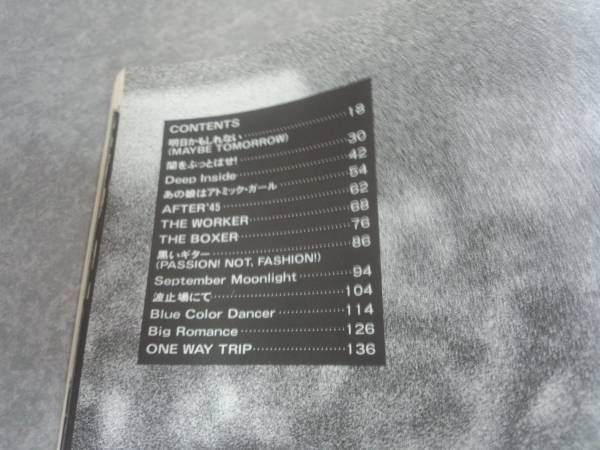 CONTENTS
明日かもしれない……18
(MAYBE TOMORROW)
闇をぶっとばせ!……30
Deep Inside……42
あの娘はアトミック・ガール……54
AFTER'45……62
THE WORKER……68
THE BOXER……76
黒いギター……86
(PASSION! NOT, FASHION!)
September Moonlight……94
波止場にて……104
Blue Color Dancer……114
Big Romance……126
ONE WAY TRIP……136